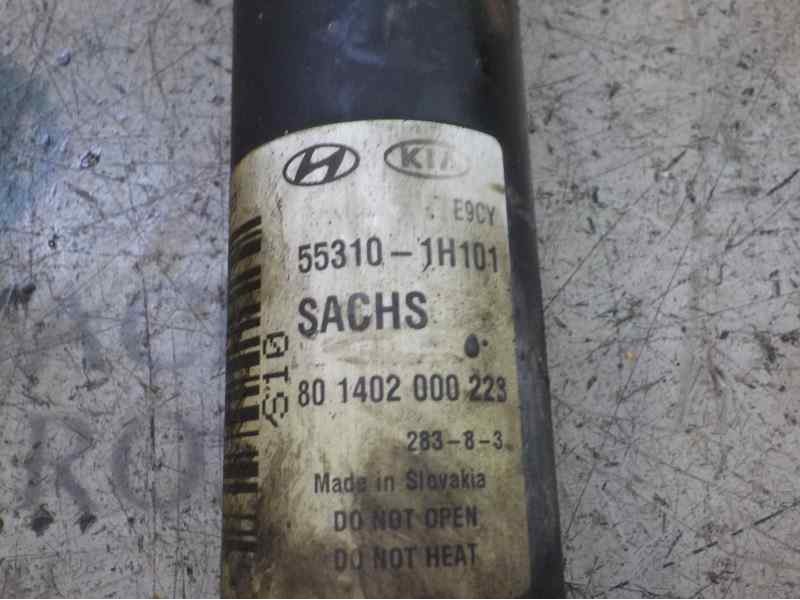 KIA
E9CY
55310-1H101
SACHS
80 1402 000 223
283-8-3
Made in Slovakia
DO NOT OPEN
DO NOT HEAT
S10